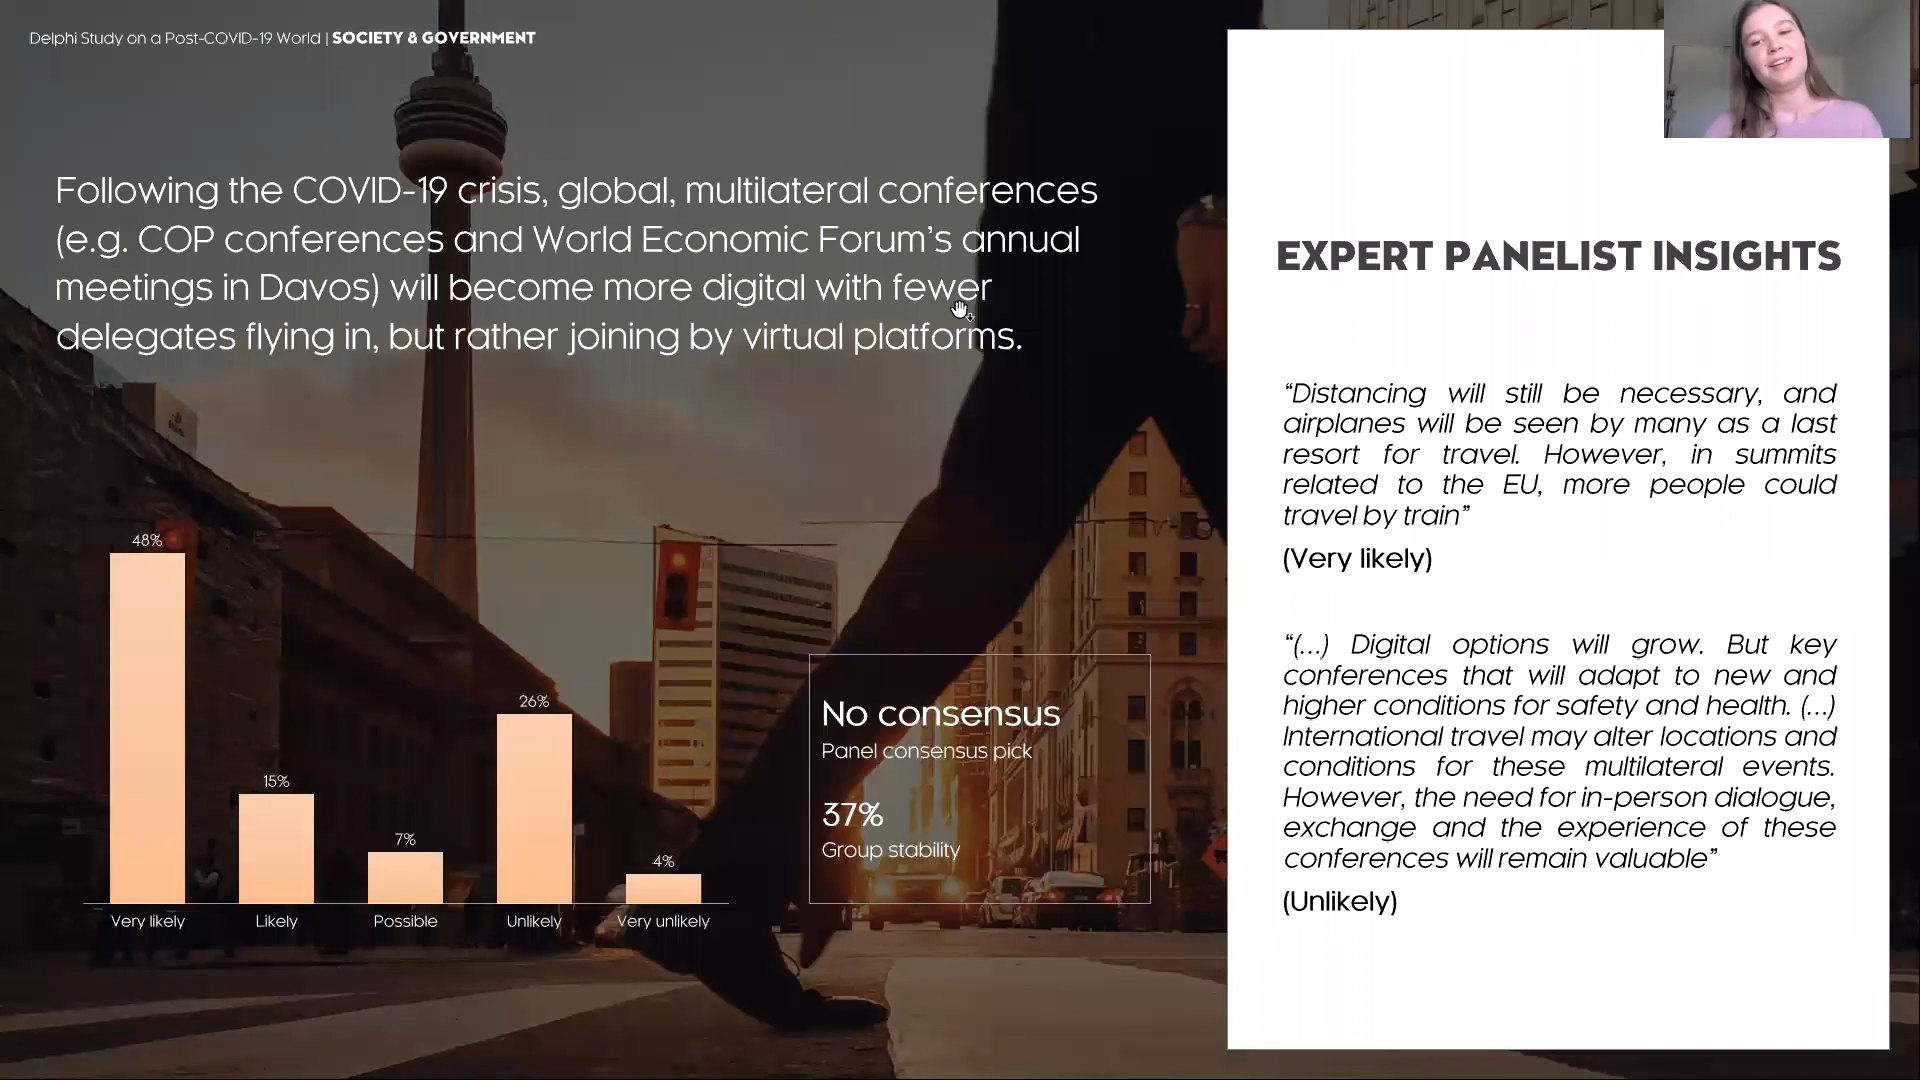 Delphi Study on a Post-COVID-19 World | SOCIETY & GOVERNMENT
Following the COVID-19 crisis, global, multilateral conferences
(e.g. COP conferences and World Economic Forum’s annual
meetings in Davos) will become more digital with fewer
delegates flying in, but rather joining by virtual platforms.
48%
15%
7%
26%
4%
Very likely
Likely
Possible
Unlikely
Very unlikely
No consensus
Panel consensus pick
37%
Group stability
EXPERT PANELIST INSIGHTS
“Distancing will still be necessary, and
airplanes will be seen by many as a last
resort for travel. However, in summits
related to the EU, more people could
travel by train”
(Very likely)
“(...) Digital options will grow. But key
conferences that will adapt to new and
higher conditions for safety and health. (...)
International travel may alter locations and
conditions for these multilateral events.
However, the need for in-person dialogue,
exchange and the experience of these
conferences will remain valuable”
(Unlikely)